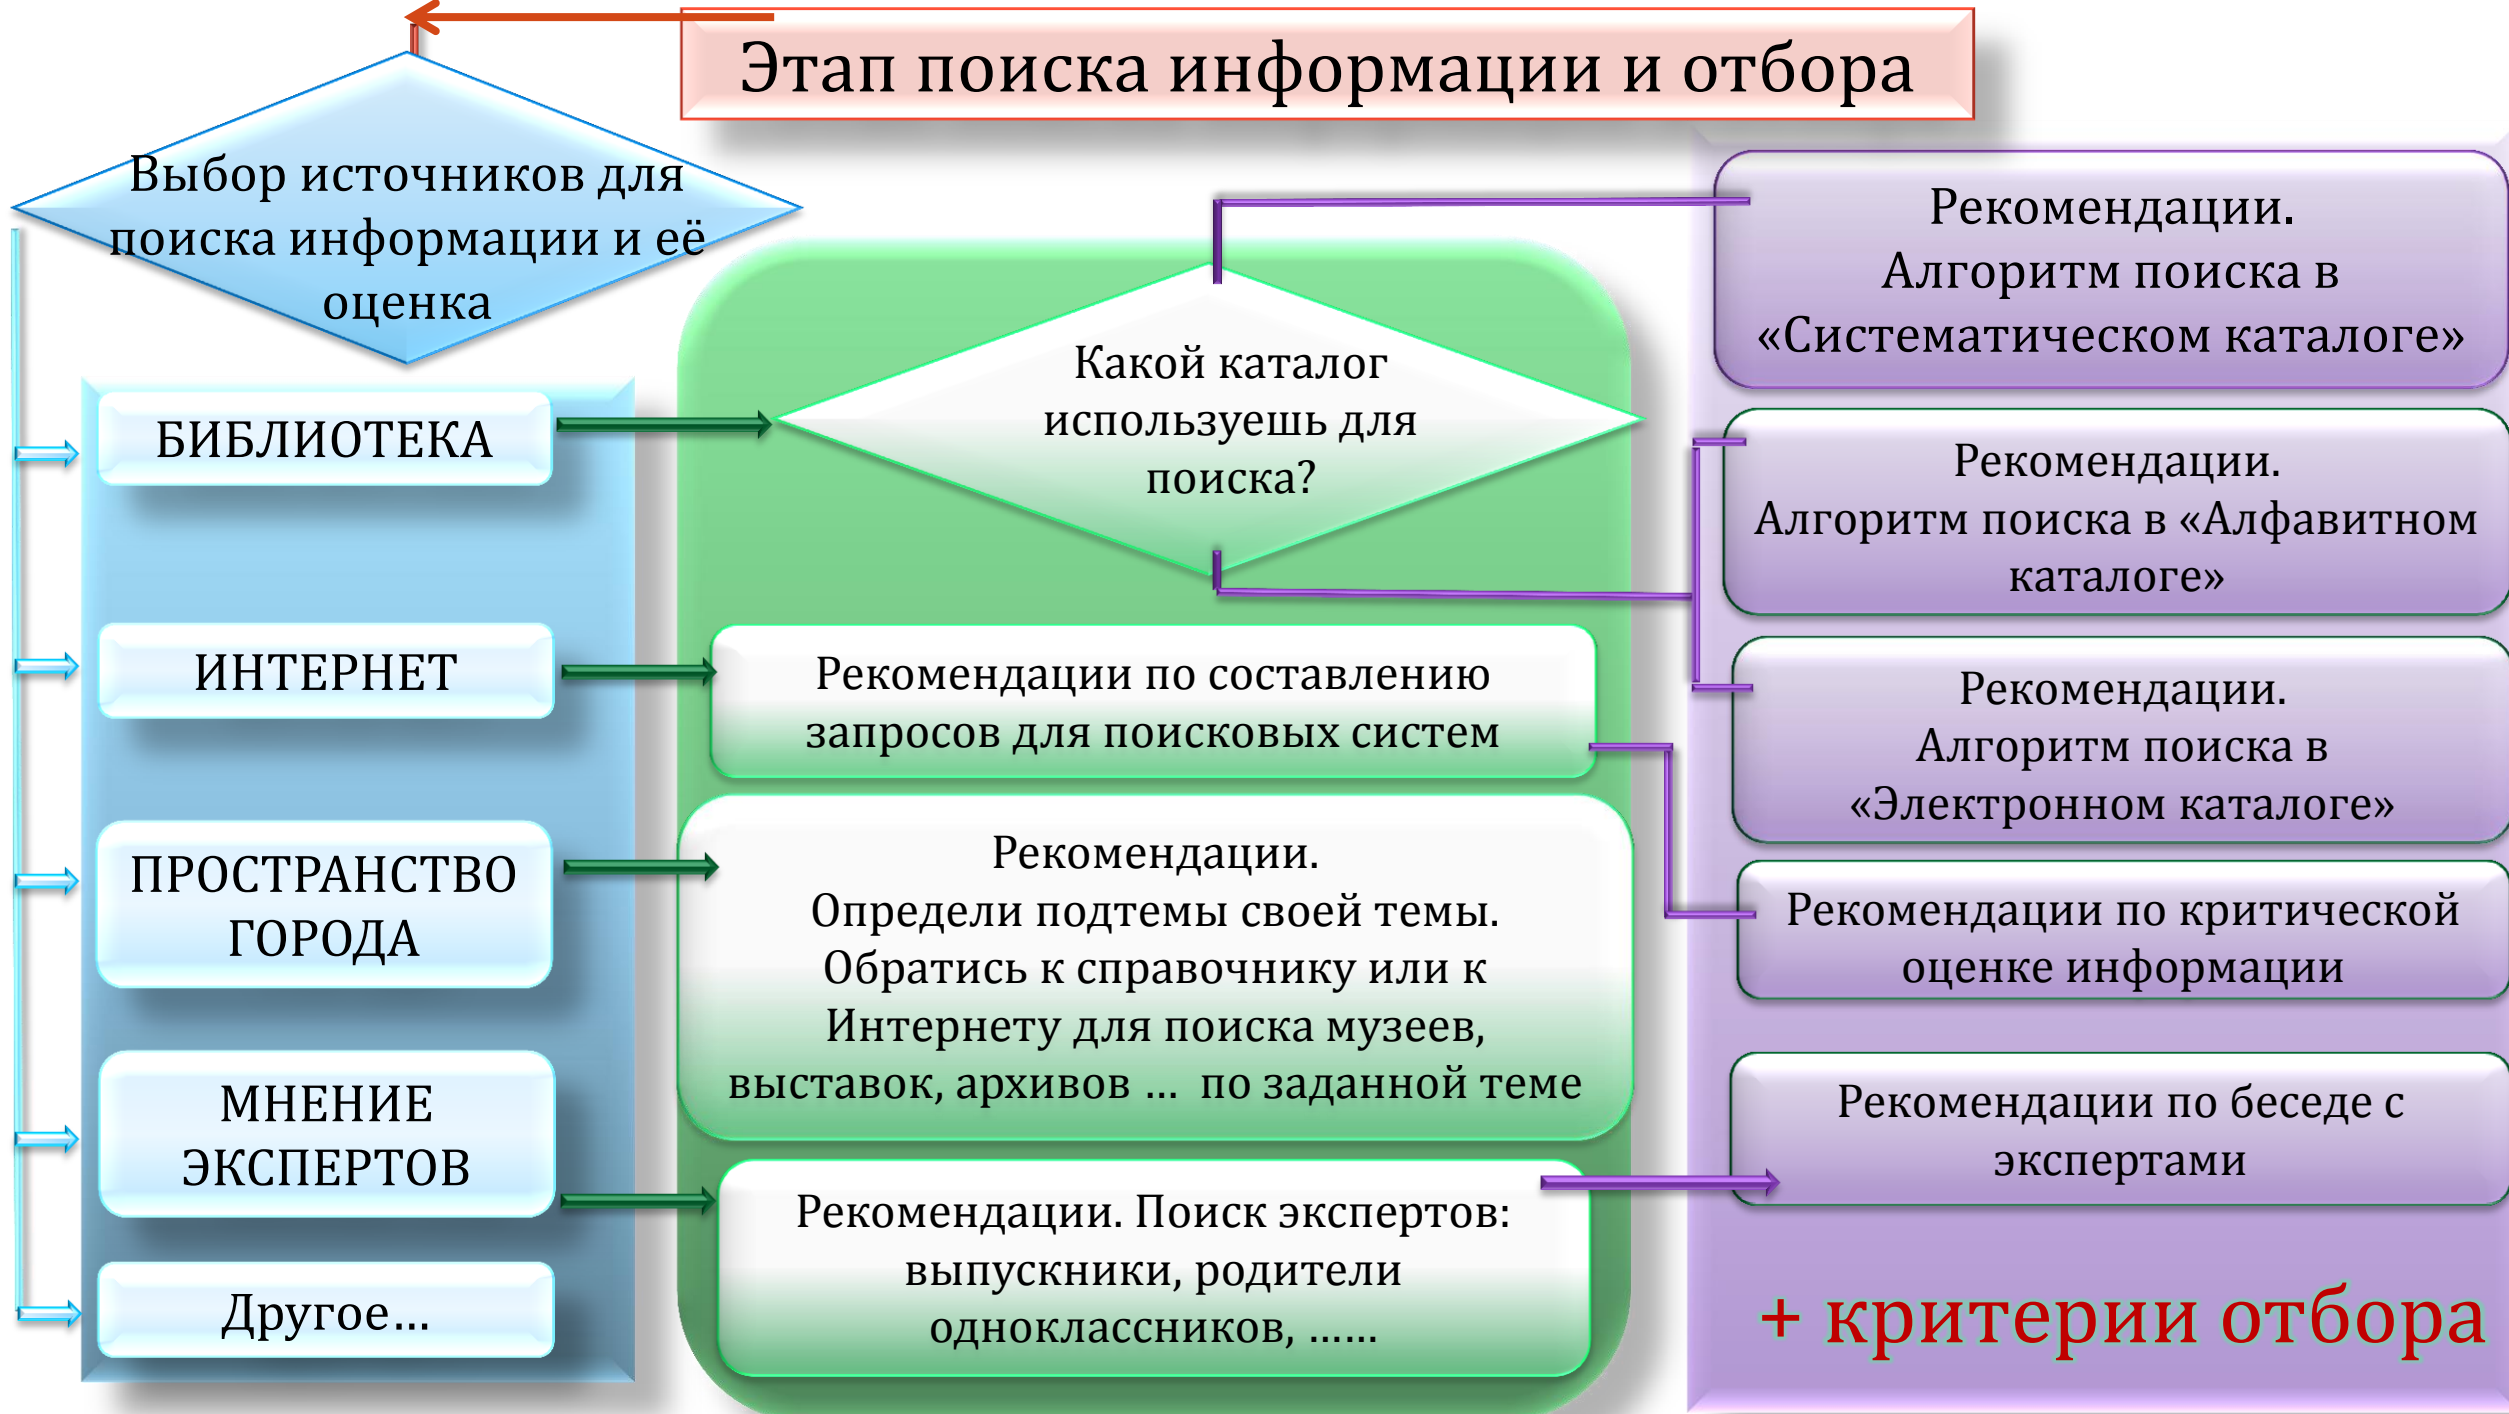 Этап поиска информации и отбора
Выбор источников для
поиска информации и её
оценка
БИБЛИОТЕКА
ИНТЕРНЕТ
ПРОСТРАНСТВО
ГОРОДА
МНЕНИЕ
ЭКСПЕРТОВ
Другое...
Какой каталог
используешь для
поиска?
Рекомендации по составлению
запросов для поисковых систем
Рекомендации.
Определи подтемы своей темы.
Обратись к справочнику или к
Интернету для поиска музеев,
выставок, архивов ... по заданной теме
Рекомендации. Поиск экспертов:
выпускники, родители
одноклассников, ......
Рекомендации.
Алгоритм поиска в
«Систематическом каталоге»
Рекомендации.
Алгоритм поиска в «Алфавитном
каталоге»
Рекомендации.
Алгоритм поиска в
«Электронном каталоге»
Рекомендации по критической
оценке информации
Рекомендации по беседе с
экспертами
+ критерии отбора